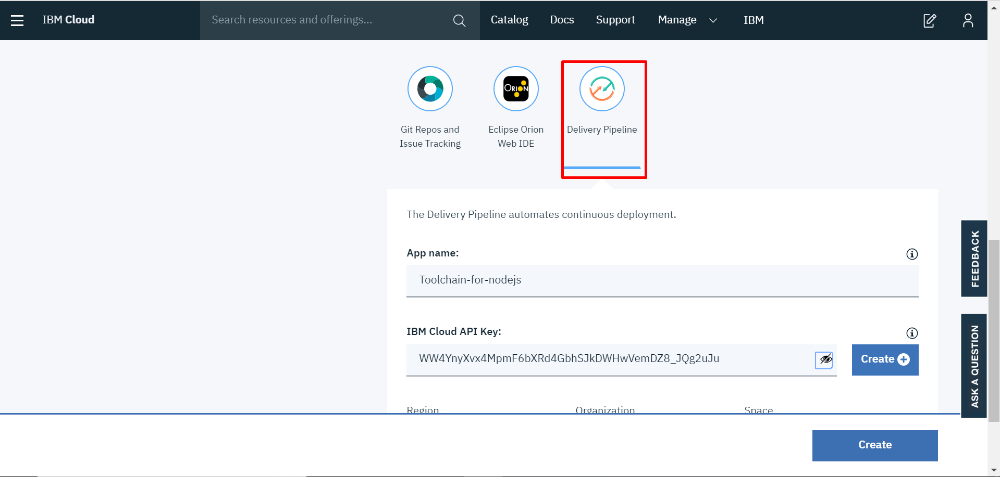 IBM Cloud
Search resources and offerings...
Catalog
Docs
Support
Manage
IBM
ORION
Git Repos and
Issue Tracking
Eclipse Orion
Web IDE
Delivery Pipeline
The Delivery Pipeline automates continuous deployment.
App name:
Toolchain-for-nodejs
IBM Cloud API Key:
WW4YnyXvx4MpmF6bXRd4GbhSJkDWHwVemDZ8_JQg2uJu
Create
Region
Organization
Space
Create
FEEDBACK
ASK A QUESTION